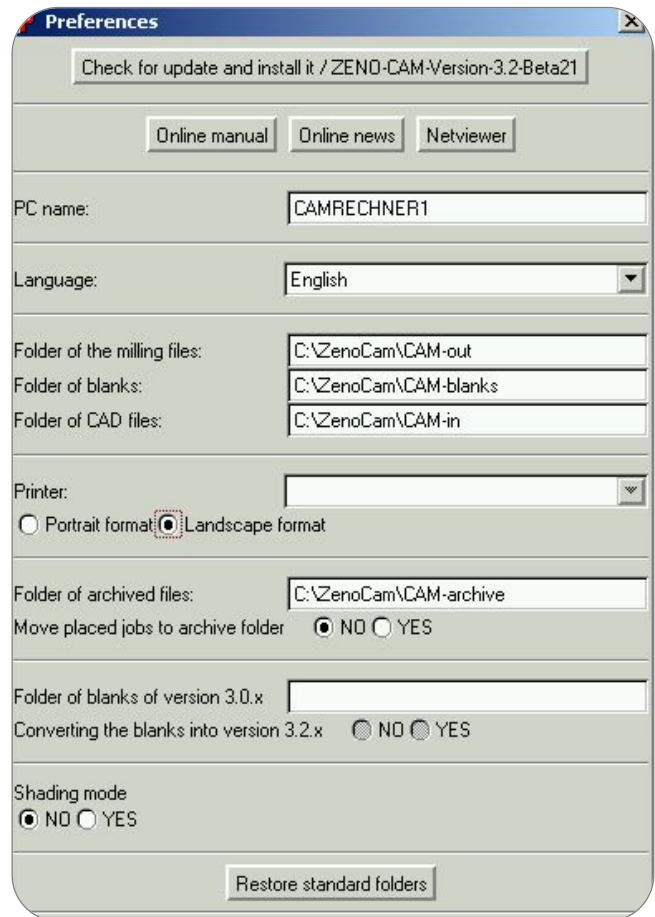 Preferences
Check for update and install it / ZENO-CAM-Version-3.2-Beta21
Online manual Online news Netviewer
PC name: CAMRECHNER1
Language: English
Folder of the milling files: C:\ZenoCam\CAM-out
Folder of blanks: C:\ZenoCam\CAM-blanks
Folder of CAD files: C:\ZenoCam\CAM-in
Printer:
Portrait format Landscape format
Folder of archived files: C:\ZenoCam\CAM-archive
Move placed jobs to archive folder NO YES
Folder of blanks of version 3.0.x
Converting the blanks into version 3.2.x NO YES
Shading mode
NO YES
Restore standard folders